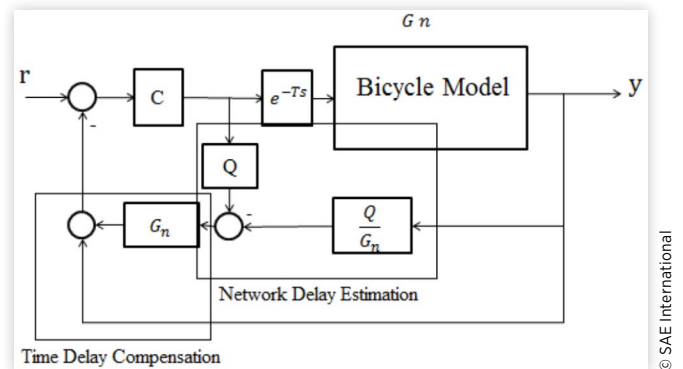 G n
r
C
e^{-Ts}
Bicycle Model
y
-
Q
-
G_n
Q
G_n
Network Delay Estimation
Time Delay Compensation
© SAE International